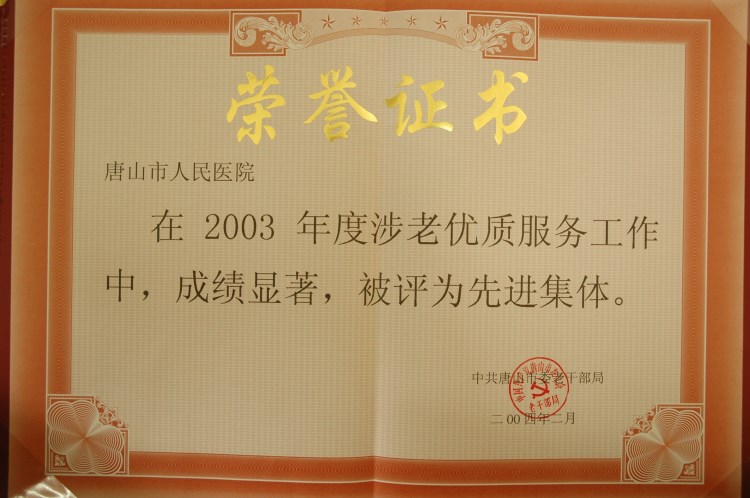 荣誉证书
唐山市人民医院
在 2003 年度涉老优质服务工作
中，成绩显著，被评为先进集体。
中共唐山市委老干部局
二00四年二月